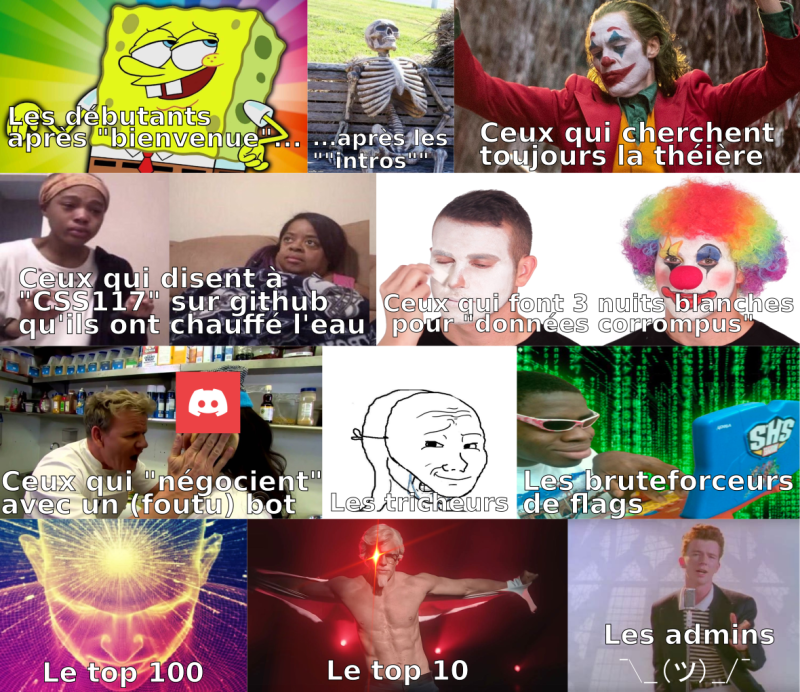 Les débutants
après "bienvenue"...
...après les
""intros""
Ceux qui cherchent
toujours la théière
Ceux qui disent à
"CSS117" sur github
qu'ils ont chauffé l'eau
Ceux qui font 3 nuits blanches
pour "données corrompus"
Ceux qui "négocient"
avec un (foutu) bot
Les tricheurs
SHS
Les bruteforceurs
de flags
Le top 100
Le top 10
Les admins
¯\_(ツ)_/¯